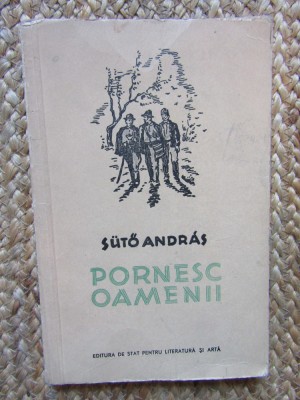 SÜTŐ ANDRÁS
PORNESC
OAMENII
EDITURA DE STAT PENTRU LITERATURĂ ȘI ARTĂ